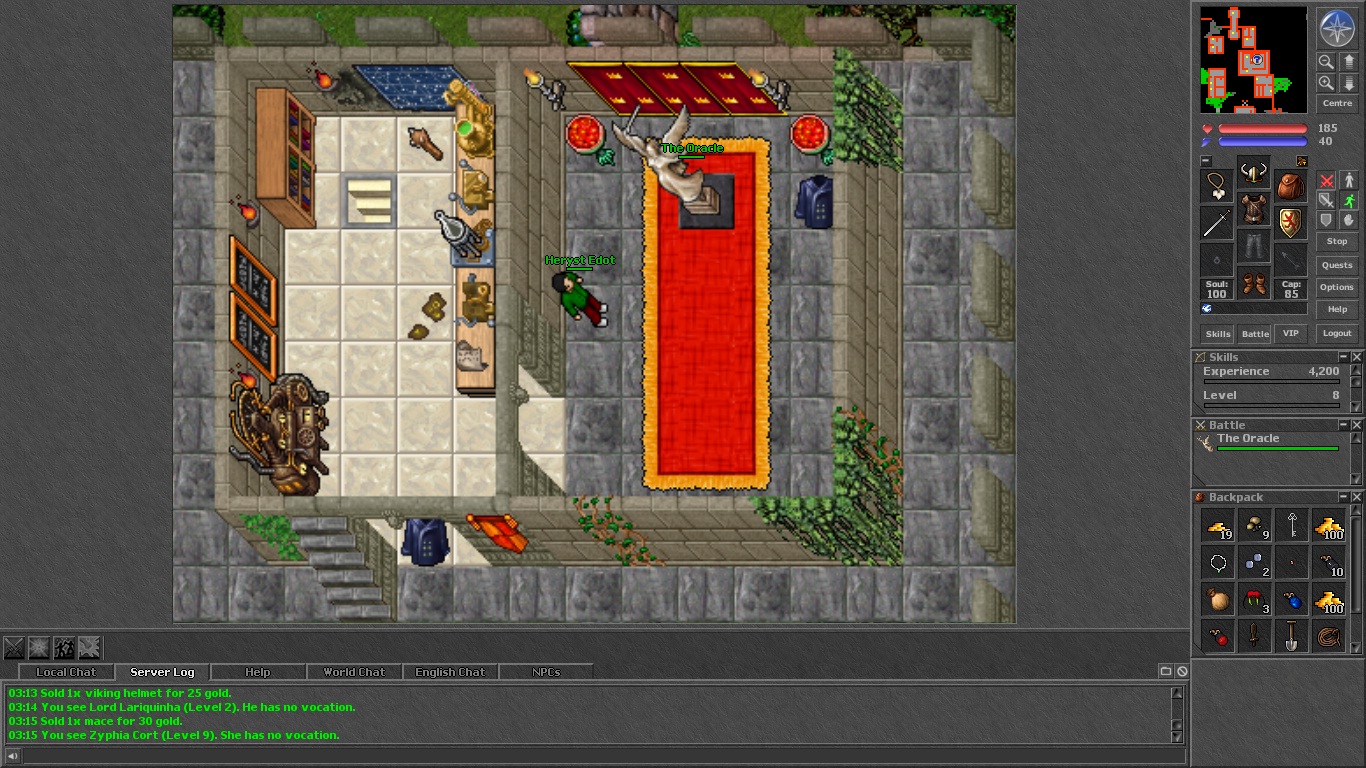 The Oracle
Heryst Edot
Centre
185
40
Stop
Quests
Options
Help
Soul:
100
Cap:
85
Skills
Battle
VIP
Logout
Skills
Experience 4,200
Level 8
Battle
The Oracle
Backpack
19
9
100
2
10
3
100
Local Chat
Server Log
Help
World Chat
English Chat
NPCs
03:13 Sold 1x viking helmet for 25 gold.
03:14 You see Lord Lariquinha (Level 2). He has no vocation.
03:15 Sold 1x mace for 30 gold.
03:15 You see Zyphia Cort (Level 9). She has no vocation.